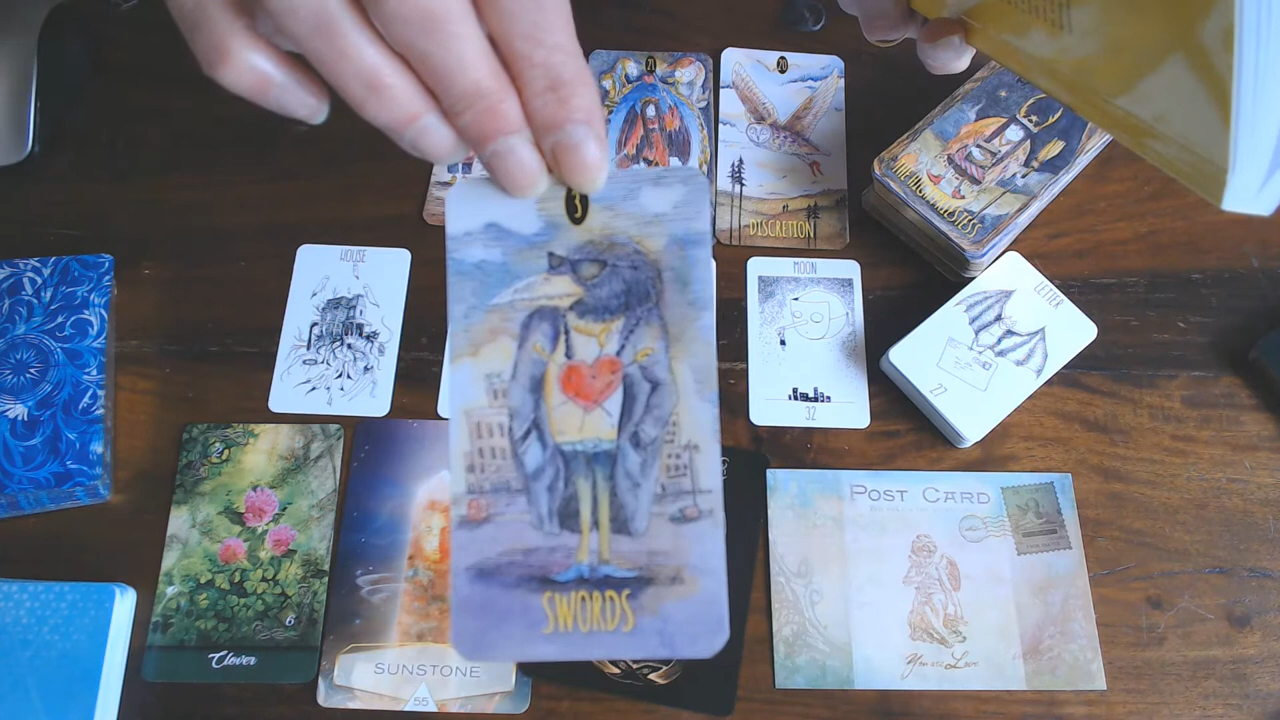 21
20
DISCRETION
THE HIGH PRIESTESS
3
SWORDS
HOUSE
4
MOON
32
LETTER
27
6
Clover
SUNSTONE
55
POST CARD
You are Love